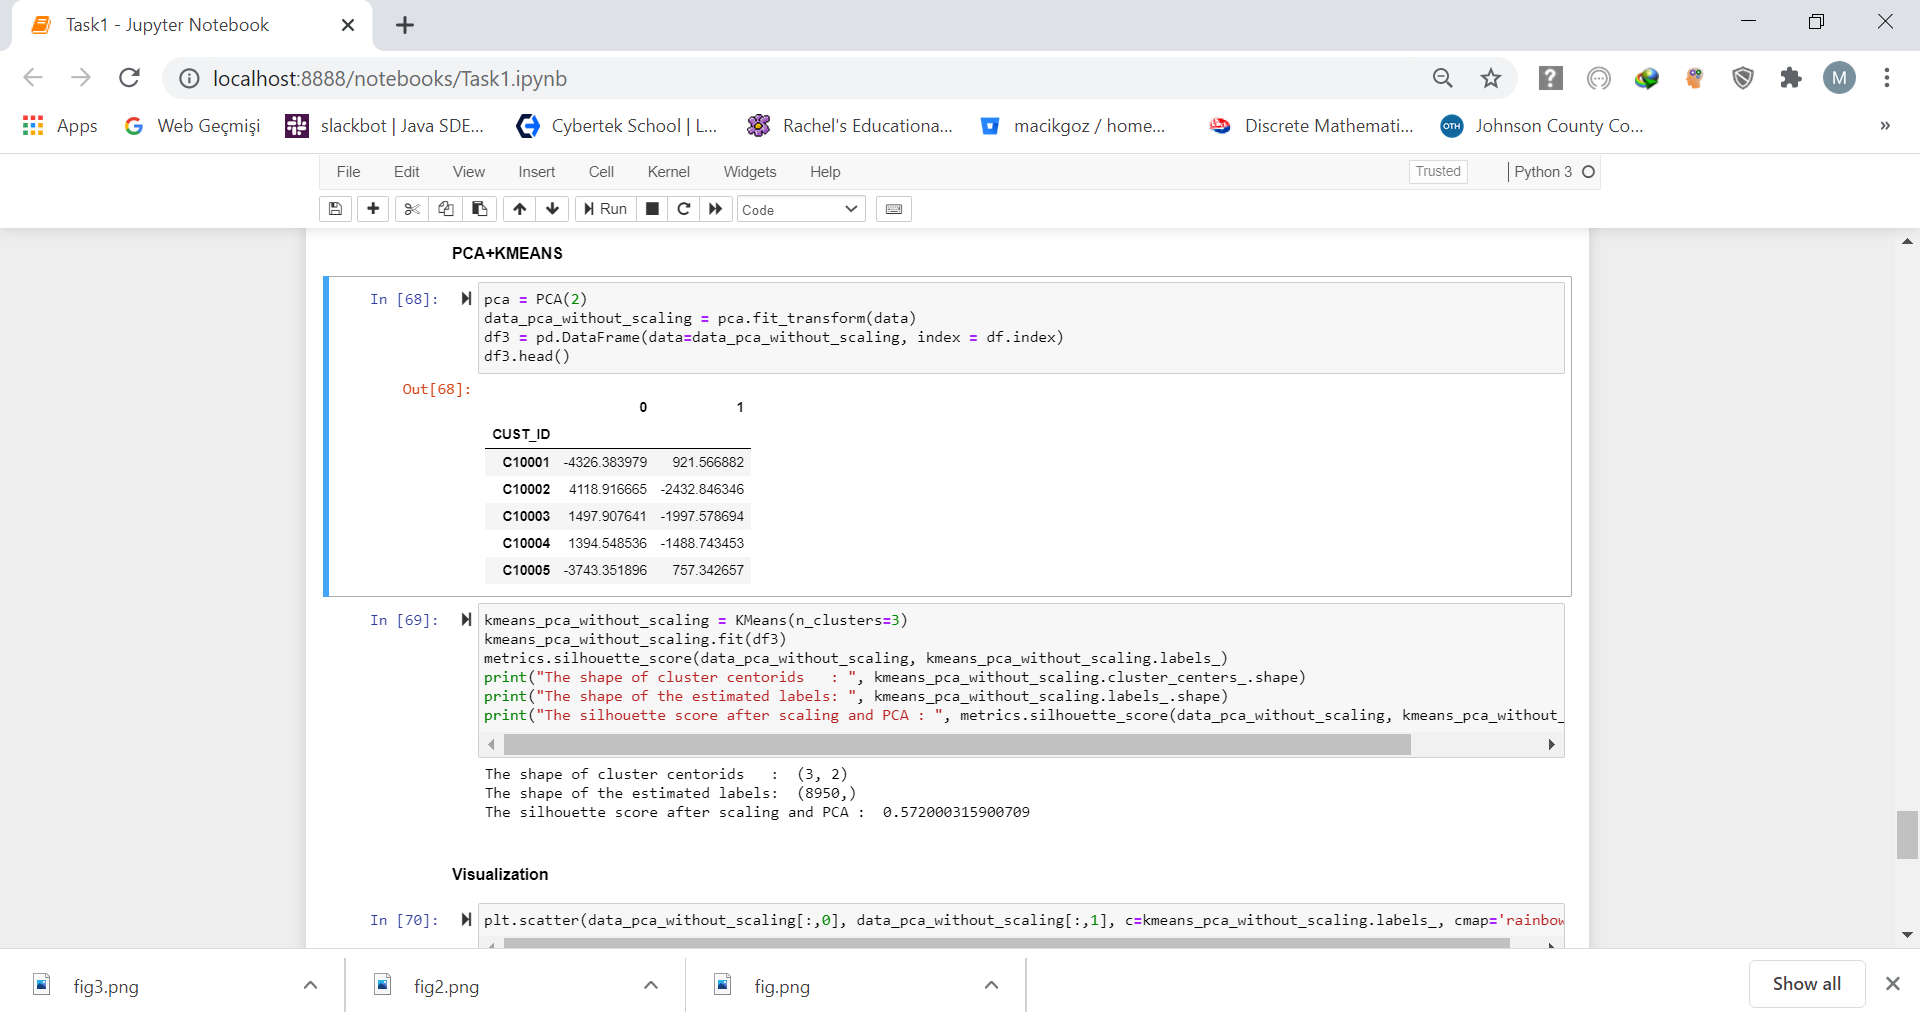 Task1 - Jupyter Notebook
localhost:8888/notebooks/Task1.ipynb
M
Apps
Web Geçmişi
slackbot | Java SDE...
Cybertek School | L...
Rachel's Educationa...
macikgoz / home...
Discrete Mathemati...
OTH
Johnson County Co...
»
File Edit View Insert Cell Kernel Widgets Help
Trusted
Python 3
Run
Code
PCA+KMEANS
In [68]:
pca = PCA(2)
data_pca_without_scaling = pca.fit_transform(data)
df3 = pd.DataFrame(data=data_pca_without_scaling, index = df.index)
df3.head()
Out[68]:
0 1
CUST_ID
C10001 -4326.383979 921.566882
C10002 4118.916665 -2432.846346
C10003 1497.907641 -1997.578694
C10004 1394.548536 -1488.743453
C10005 -3743.351896 757.342657
In [69]:
kmeans_pca_without_scaling = KMeans(n_clusters=3)
kmeans_pca_without_scaling.fit(df3)
metrics.silhouette_score(data_pca_without_scaling, kmeans_pca_without_scaling.labels_)
print("The shape of cluster centorids   : ", kmeans_pca_without_scaling.cluster_centers_.shape)
print("The shape of the estimated labels: ", kmeans_pca_without_scaling.labels_.shape)
print("The silhouette score after scaling and PCA : ", metrics.silhouette_score(data_pca_without_scaling, kmeans_pca_without_
The shape of cluster centorids   :  (3, 2)
The shape of the estimated labels:  (8950,)
The silhouette score after scaling and PCA :  0.572000315900709
Visualization
In [70]:
plt.scatter(data_pca_without_scaling[:,0], data_pca_without_scaling[:,1], c=kmeans_pca_without_scaling.labels_, cmap='rainbow
fig3.png
fig2.png
fig.png
Show all